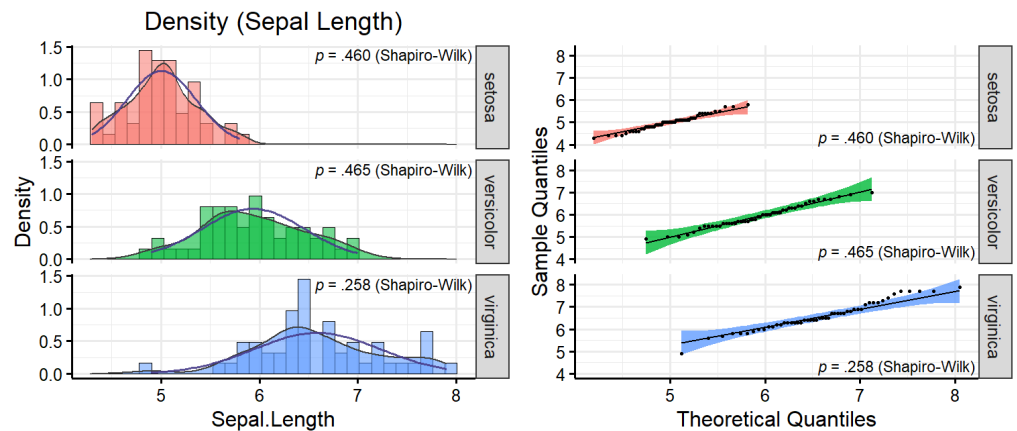 Density (Sepal Length)
Density
1.5
1.0
0.5
0.0
p = .460 (Shapiro-Wilk)
setosa
1.5
1.0
0.5
0.0
p = .465 (Shapiro-Wilk)
versicolor
1.5
1.0
0.5
0.0
p = .258 (Shapiro-Wilk)
virginica
5 6 7 8
Sepal.Length
Sample Quantiles
8
7
6
5
4
p = .460 (Shapiro-Wilk)
setosa
8
7
6
5
4
p = .465 (Shapiro-Wilk)
versicolor
8
7
6
5
4
p = .258 (Shapiro-Wilk)
virginica
5 6 7 8
Theoretical Quantiles